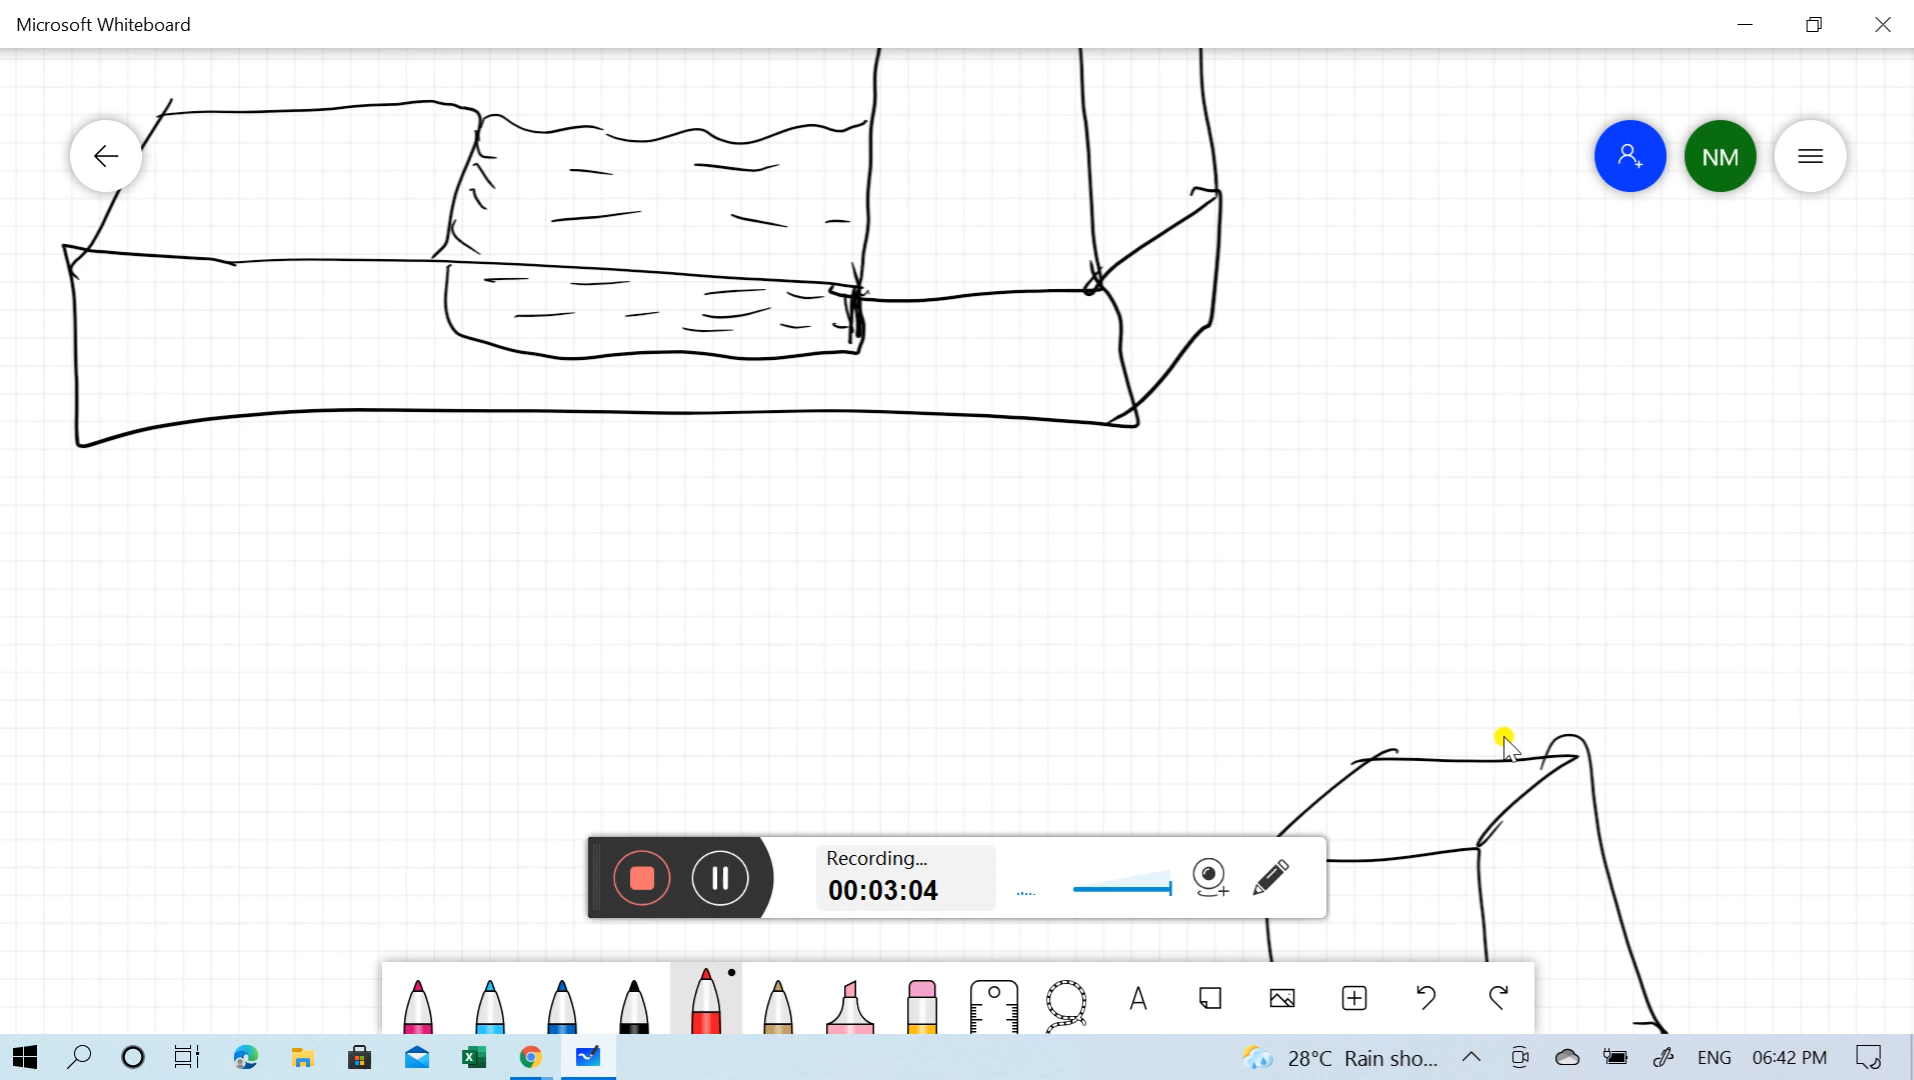 Microsoft Whiteboard
NM
Recording...
00:03:04
A
28°C Rain sho...
ENG
06:42 PM